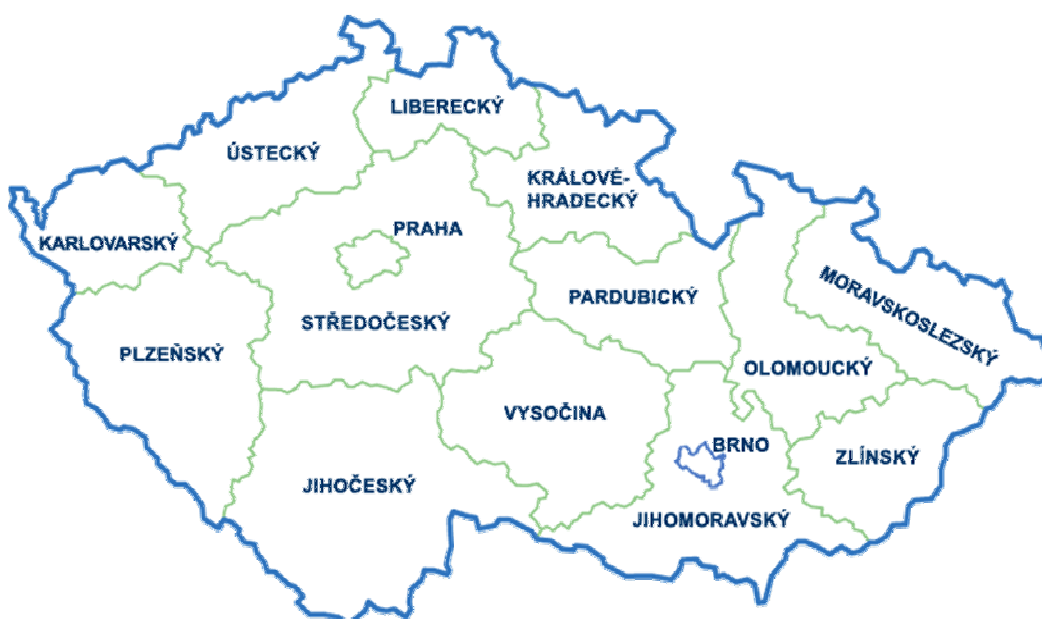 LIBERECKÝ
ÚSTECKÝ
KRÁLOVÉ-
HRADECKÝ
PRAHA
KARLOVARSKÝ
MORAVSKOSLEZSKÝ
PARDUBICKÝ
STŘEDOČESKÝ
PLZEŇSKÝ
OLOMOUCKÝ
VYSOČINA
BRNO
ZLÍNSKÝ
JIHOČESKÝ
JIHOMORAVSKÝ